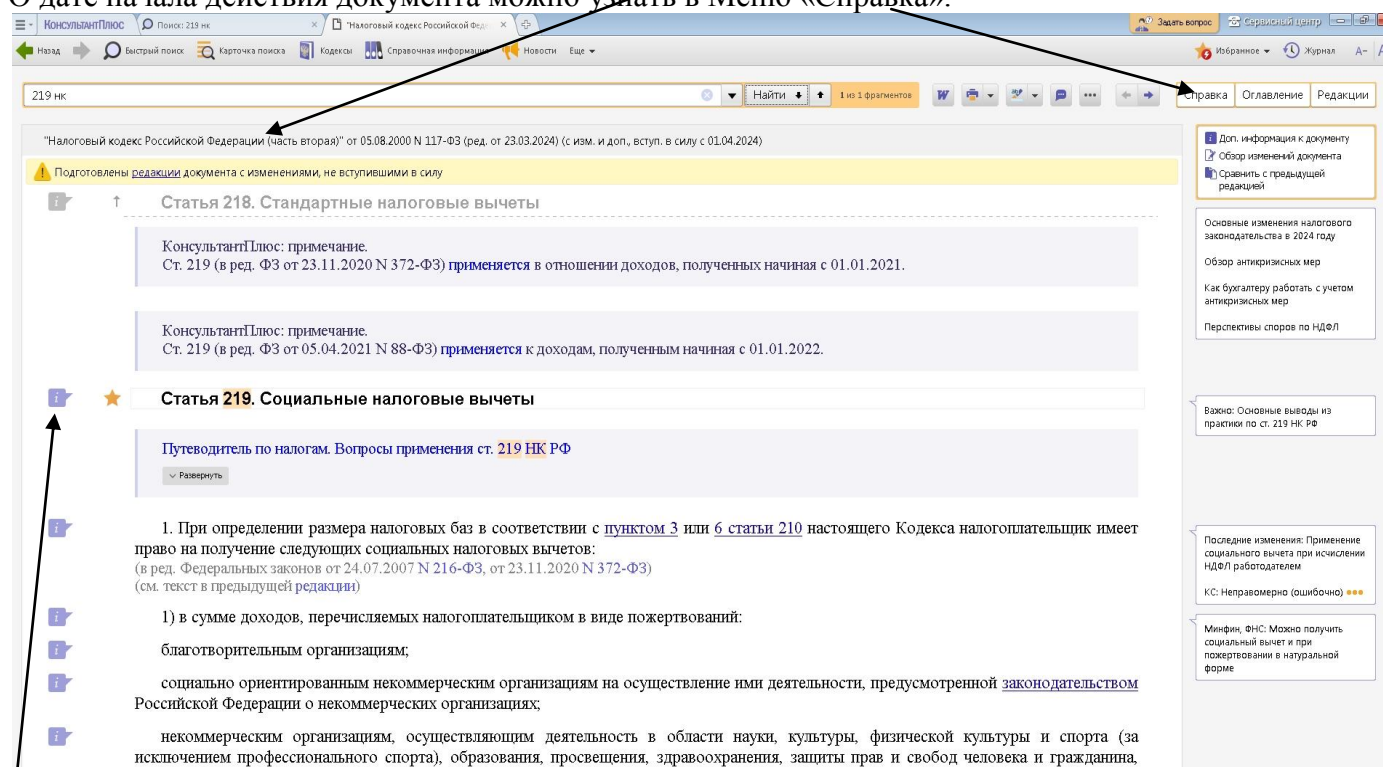 О дате начала действия документа можно узнать в Меню «Справка».
КонсультантПлюс Поиск: 219 нк × "Налоговый кодекс Российской Феде ×
Задать вопрос Сервисный центр
Назад Быстрый поиск Карточка поиска Кодексы Справочная информация Новости Еще
Избранное Журнал А-
219 нк Найти 1 из 1 фрагментов
Справка Оглавление Редакции
"Налоговый кодекс Российской Федерации (часть вторая)" от 05.08.2000 N 117-ФЗ (ред. от 23.03.2024) (с изм. и доп., вступ. в силу с 01.04.2024)
Подготовлены редакции документа с изменениями, не вступившими в силу
Статья 218. Стандартные налоговые вычеты
КонсультантПлюс: примечание.
Ст. 219 (в ред. ФЗ от 23.11.2020 N 372-ФЗ) применяется в отношении доходов, полученных начиная с 01.01.2021.
КонсультантПлюс: примечание.
Ст. 219 (в ред. ФЗ от 05.04.2021 N 88-ФЗ) применяется к доходам, полученным начиная с 01.01.2022.
Статья 219. Социальные налоговые вычеты
Путеводитель по налогам. Вопросы применения ст. 219 НК РФ
Развернуть
1. При определении размера налоговых баз в соответствии с пунктом 3 или 6 статьи 210 настоящего Кодекса налогоплательщик имеет
право на получение следующих социальных налоговых вычетов:
(в ред. Федеральных законов от 24.07.2007 N 216-ФЗ, от 23.11.2020 N 372-ФЗ)
(см. текст в предыдущей редакции)
1) в сумме доходов, перечисляемых налогоплательщиком в виде пожертвований:
благотворительным организациям;
социально ориентированным некоммерческим организациям на осуществление ими деятельности, предусмотренной законодательством
Российской Федерации о некоммерческих организациях;
некоммерческим организациям, осуществляющим деятельность в области науки, культуры, физической культуры и спорта (за
исключением профессионального спорта), образования, просвещения, здравоохранения, защиты прав и свобод человека и гражданина,
Доп. информация к документу
Обзор изменений документа
Сравнить с предыдущей
редакцией
Основные изменения налогового
законодательства в 2024 году
Обзор антикризисных мер
Как бухгалтеру работать с учетом
антикризисных мер
Перспективы споров по НДФЛ
Важно: Основные выводы из
практики по ст. 219 НК РФ
Последние изменения: Применение
социального вычета при исчислении
НДФЛ работодателем
КС: Неправомерно (ошибочно)
Минфин, ФНС: Можно получить
социальный вычет и при
пожертвовании в натуральной
форме